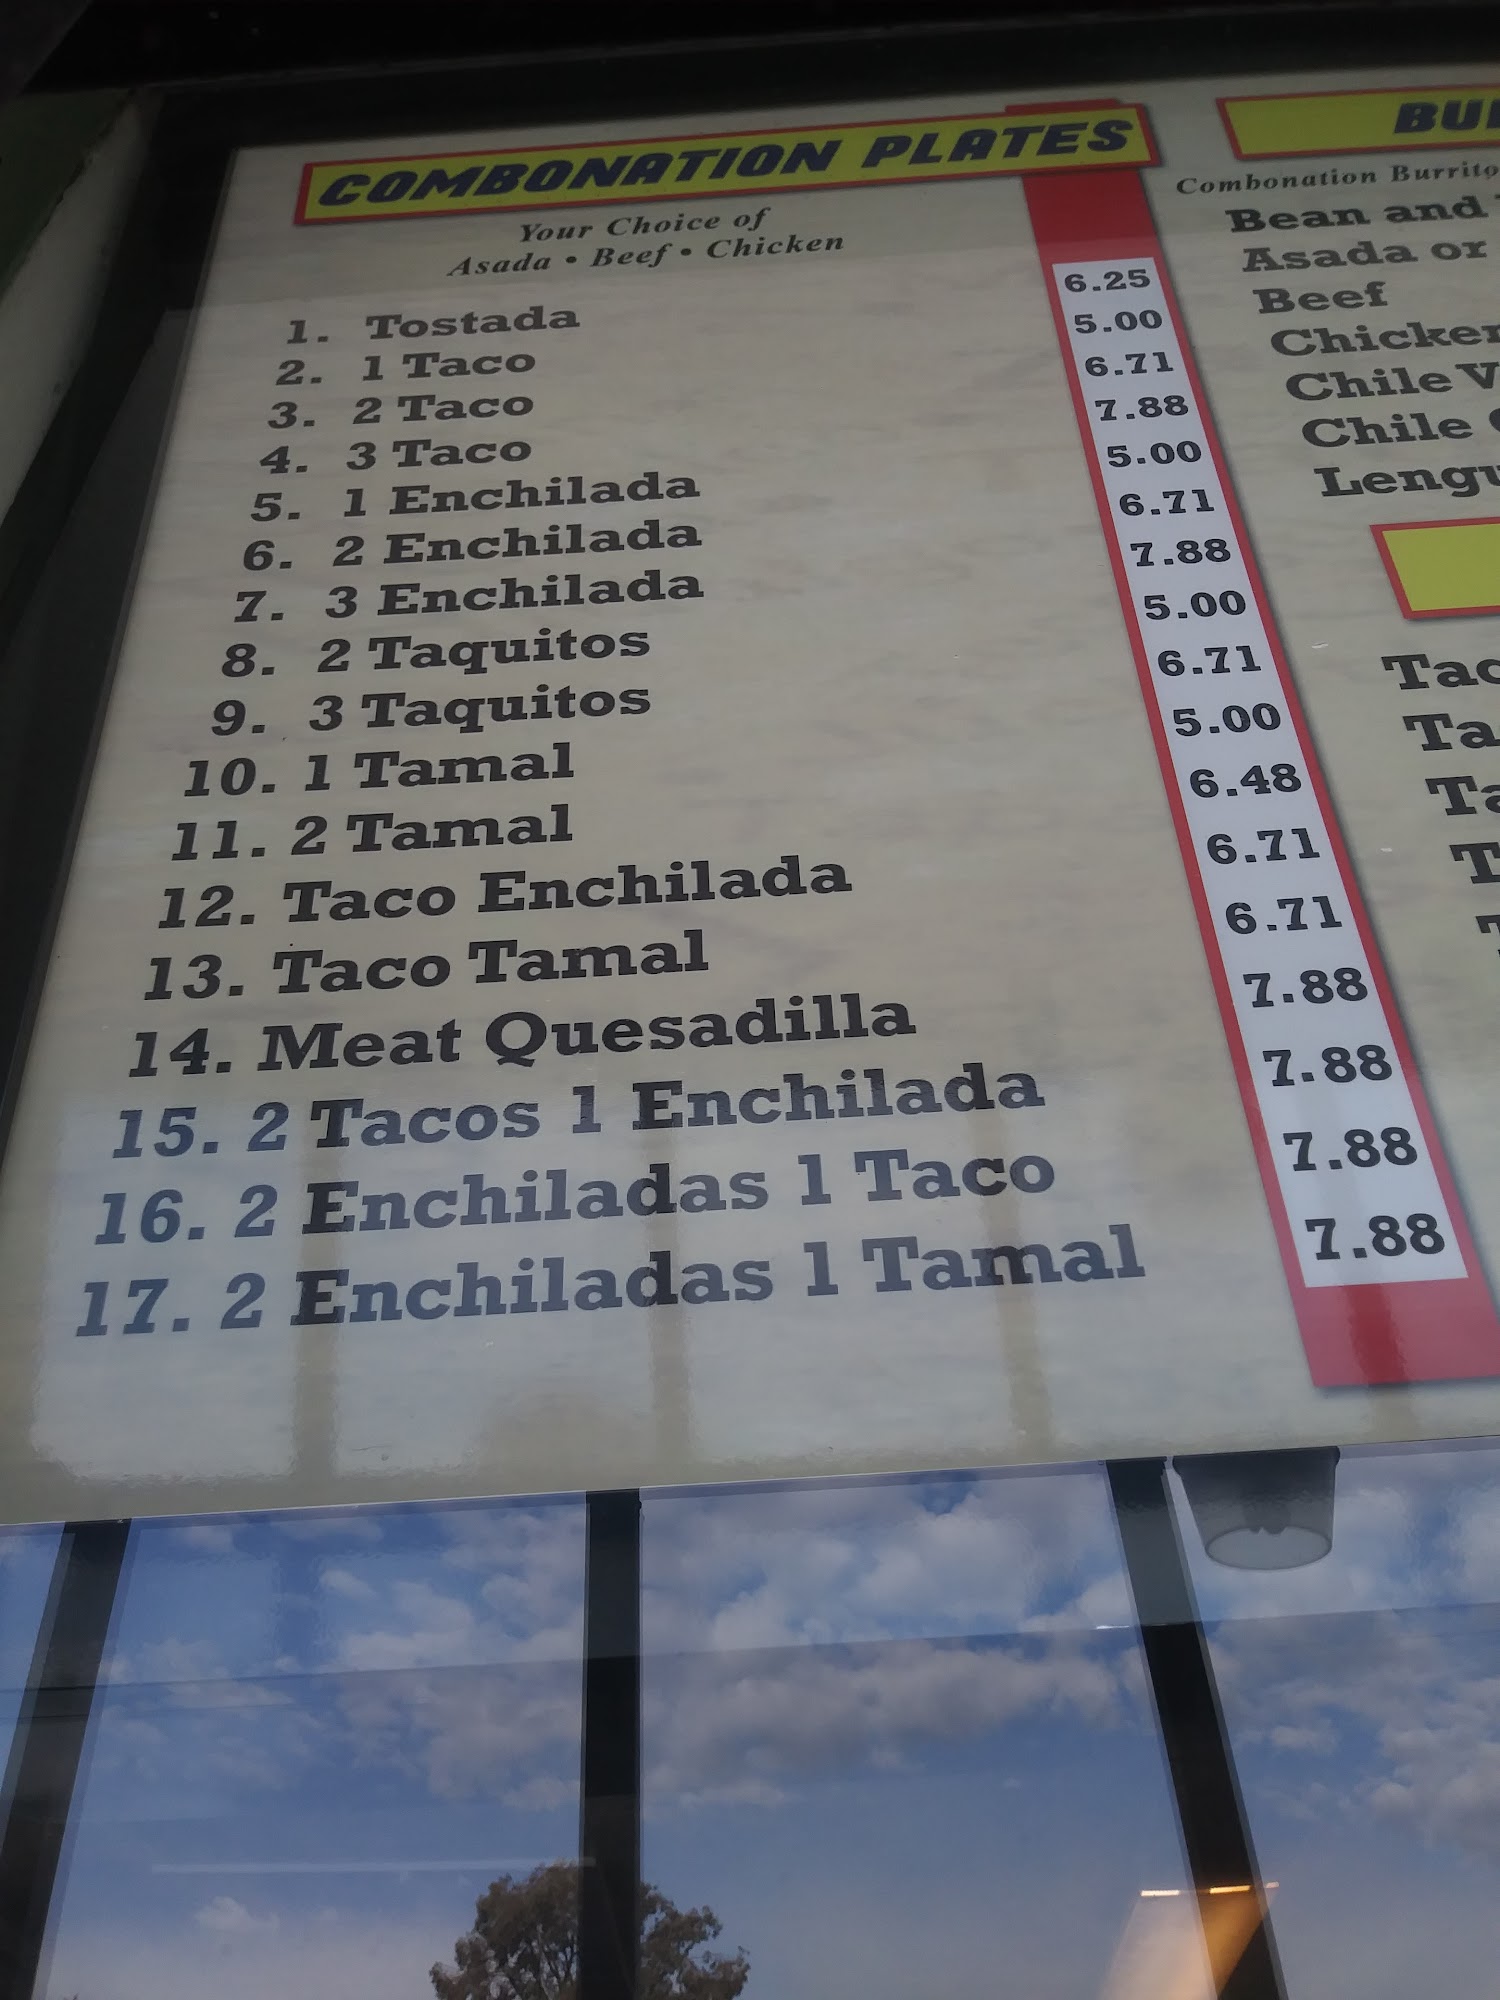 COMBONATION PLATES
Your Choice of
Asada • Beef • Chicken
1. Tostada 6.25
2. 1 Taco 5.00
3. 2 Taco 6.71
4. 3 Taco 7.88
5. 1 Enchilada 5.00
6. 2 Enchilada 6.71
7. 3 Enchilada 7.88
8. 2 Taquitos 5.00
9. 3 Taquitos 6.71
10. 1 Tamal 5.00
11. 2 Tamal 6.48
12. Taco Enchilada 6.71
13. Taco Tamal 6.71
14. Meat Quesadilla 7.88
15. 2 Tacos 1 Enchilada 7.88
16. 2 Enchiladas 1 Taco 7.88
17. 2 Enchiladas 1 Tamal 7.88
Combonation Burrito
Bean and
Asada or
Beef
Chicken
Chile
Chile